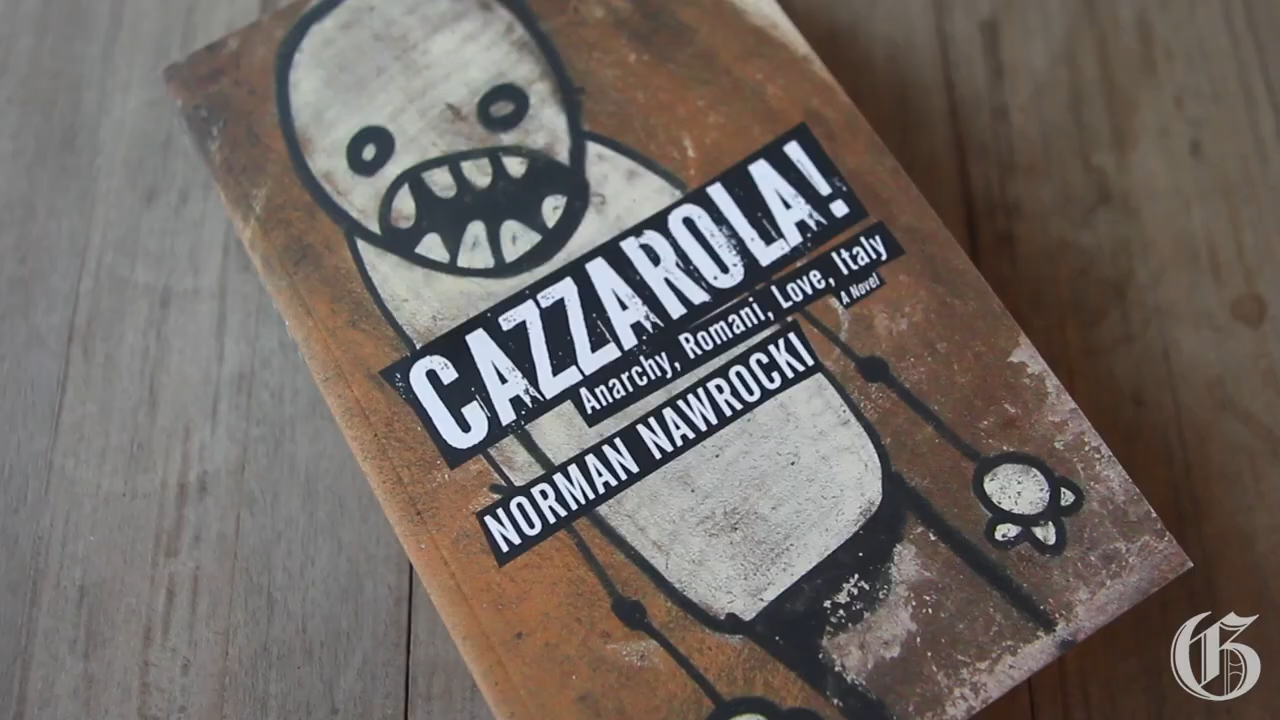 CAZZAROLA!
Anarchy, Romani, Love, Italy
A Novel
NORMAN NAWROCKI
G